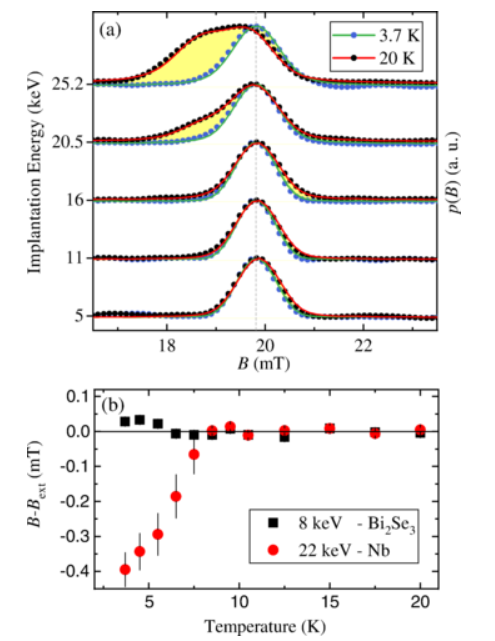 (a)
3.7 K
20 K
Implantation Energy (keV)
25.2
20.5
16
11
5
p(B) (a. u.)
18
20
22
B (mT)
(b)
0.1
0.0
-0.1
-0.2
-0.3
-0.4
B-Bext (mT)
8 keV - Bi2Se3
22 keV - Nb
5
10
15
20
Temperature (K)